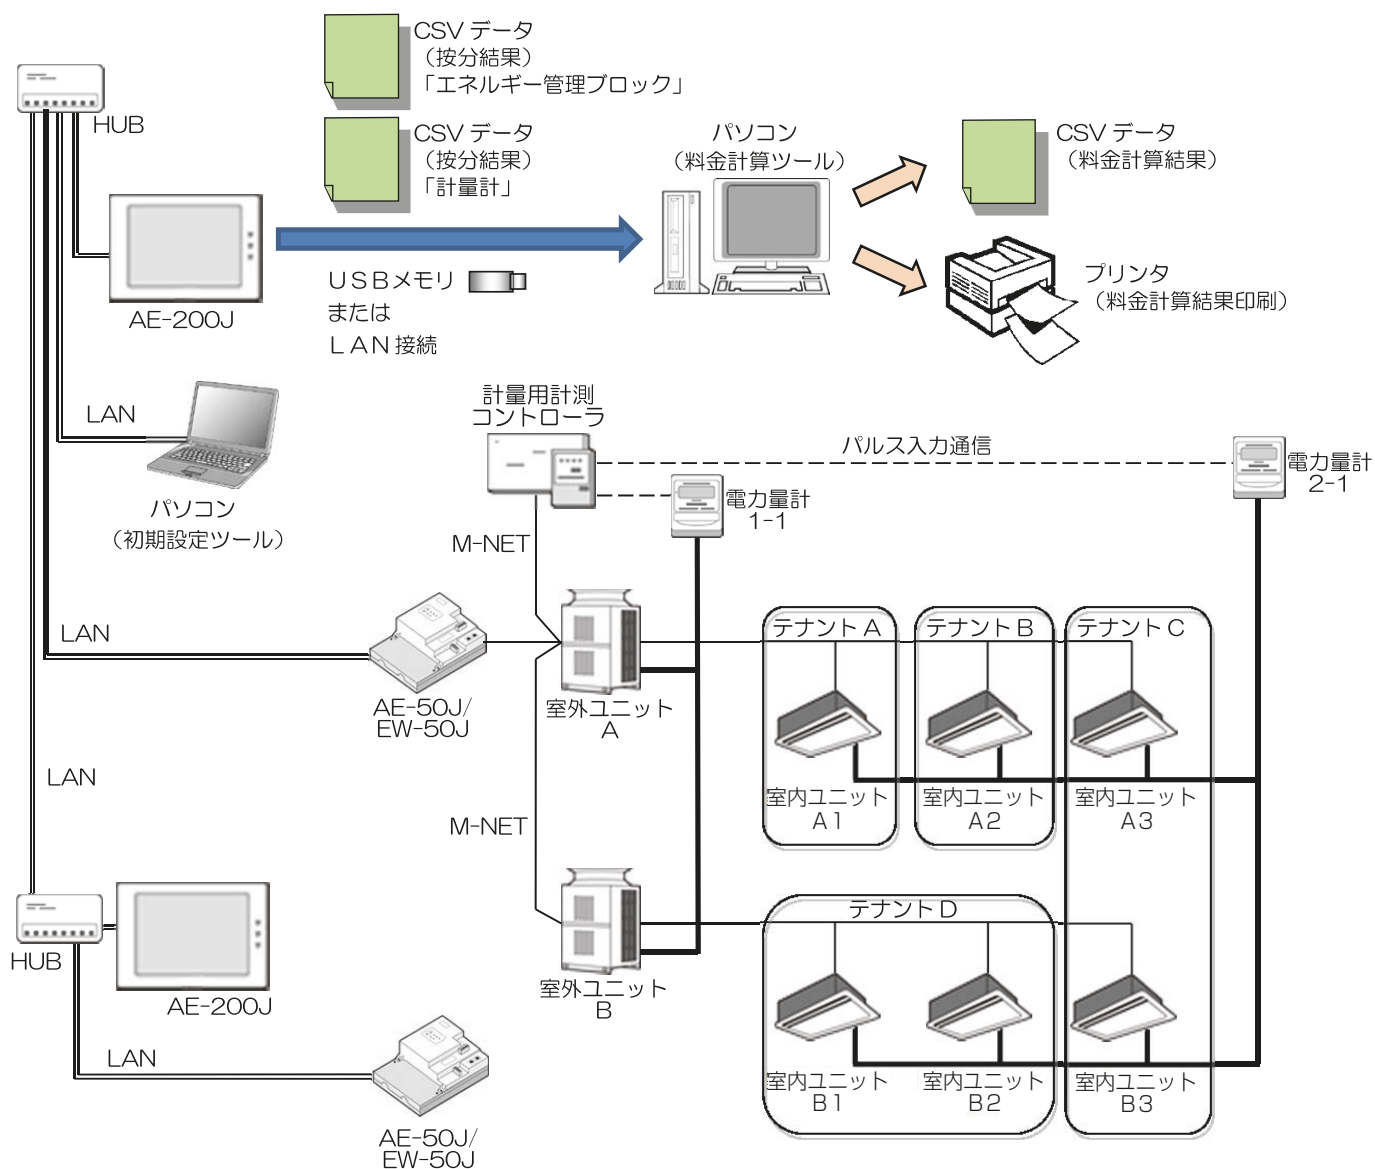 CSV データ
（按分結果）
「エネルギー管理ブロック」
HUB
CSV データ
（按分結果）
「計量計」
パソコン
（料金計算ツール）
CSV データ
（料金計算結果）
AE-200J
ＵＳＢメモリ
または
ＬＡＮ接続
プリンタ
（料金計算結果印刷）
LAN
パソコン
（初期設定ツール）
計量用計測
コントローラ
パルス入力通信
電力量計
1-1
電力量計
2-1
M-NET
LAN
AE-50J/
EW-50J
室外ユニット
A
テナント A
テナント B
テナント C
室内ユニット
A1
室内ユニット
A2
室内ユニット
A3
LAN
M-NET
HUB
AE-200J
室外ユニット
B
テナント D
室内ユニット
B1
室内ユニット
B2
室内ユニット
B3
LAN
AE-50J/
EW-50J